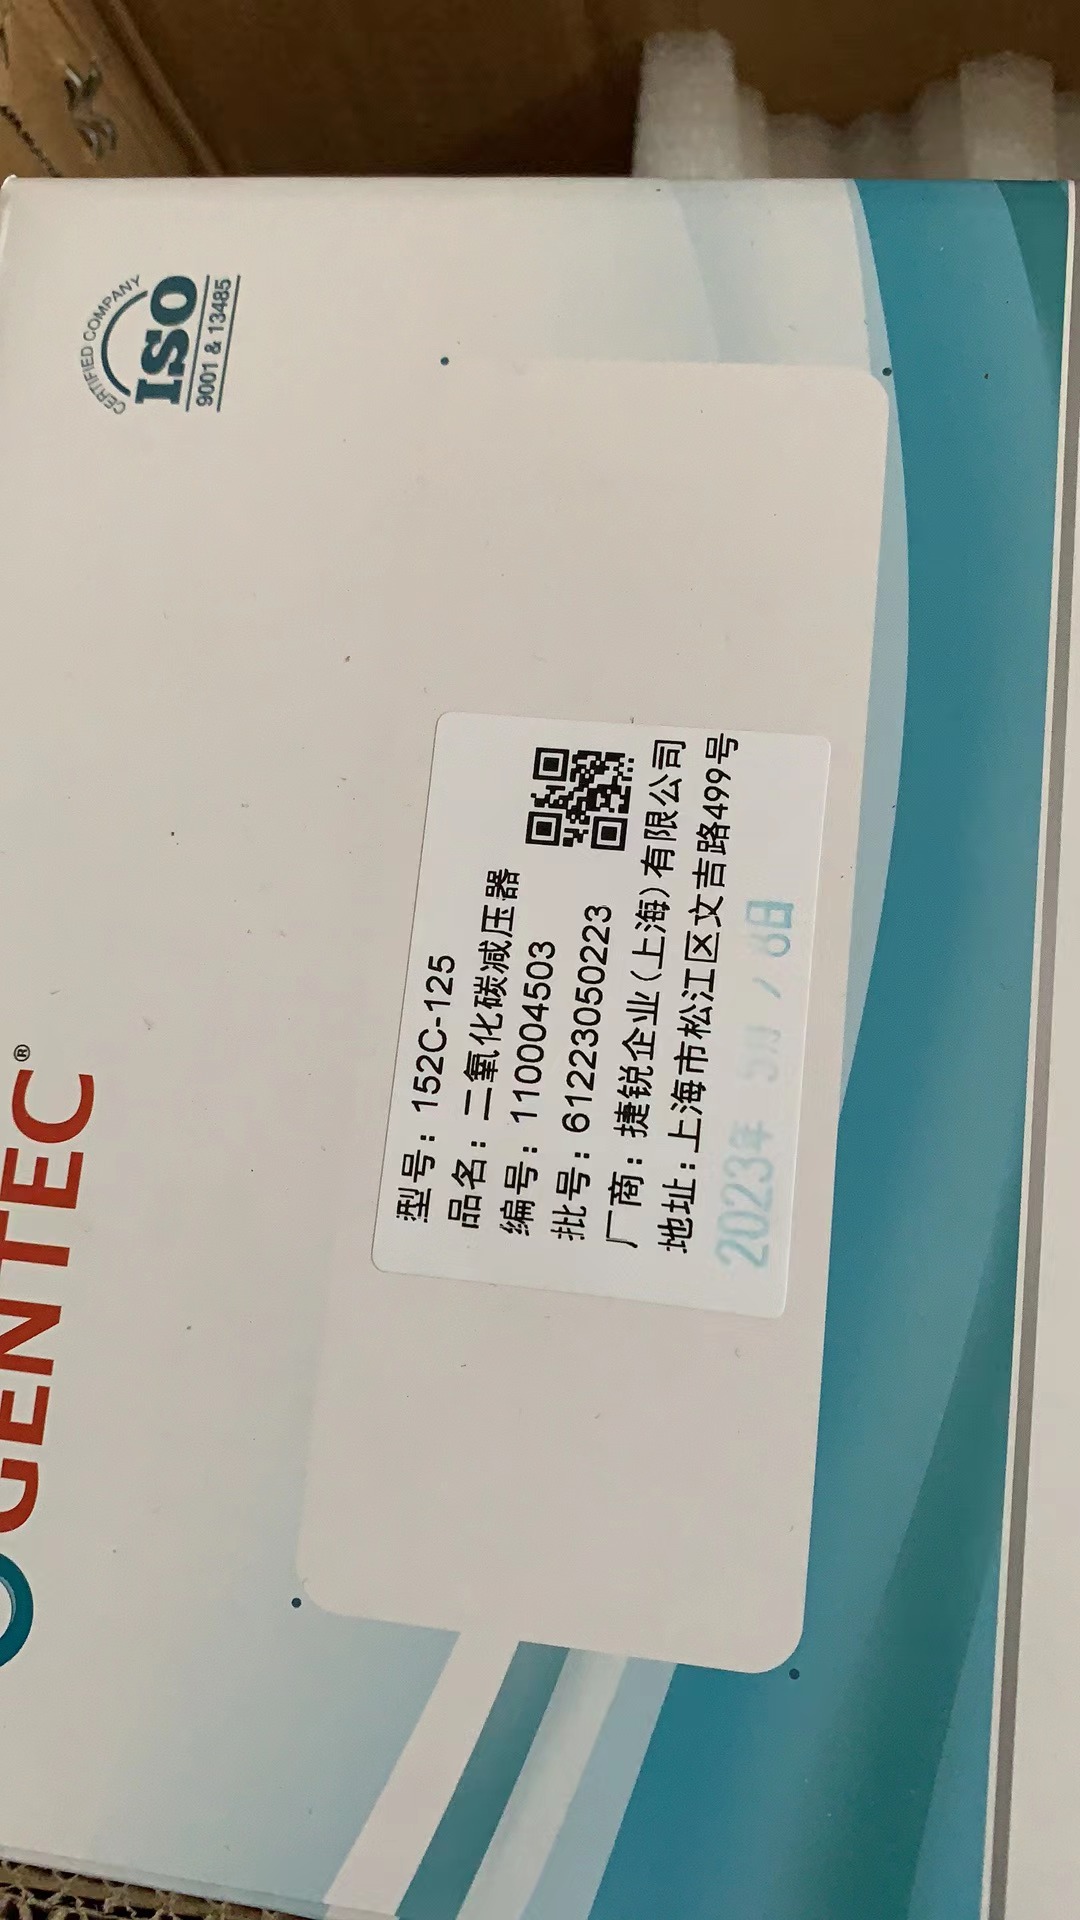 CERTIFIED COMPANY
ISO
9001 & 13485
GENTEC®
型号：152C-125
品名：二氧化碳减压器
编号：110004503
批号：61223050223
厂商：捷锐企业(上海)有限公司
地址：上海市松江区文吉路499号
2023年